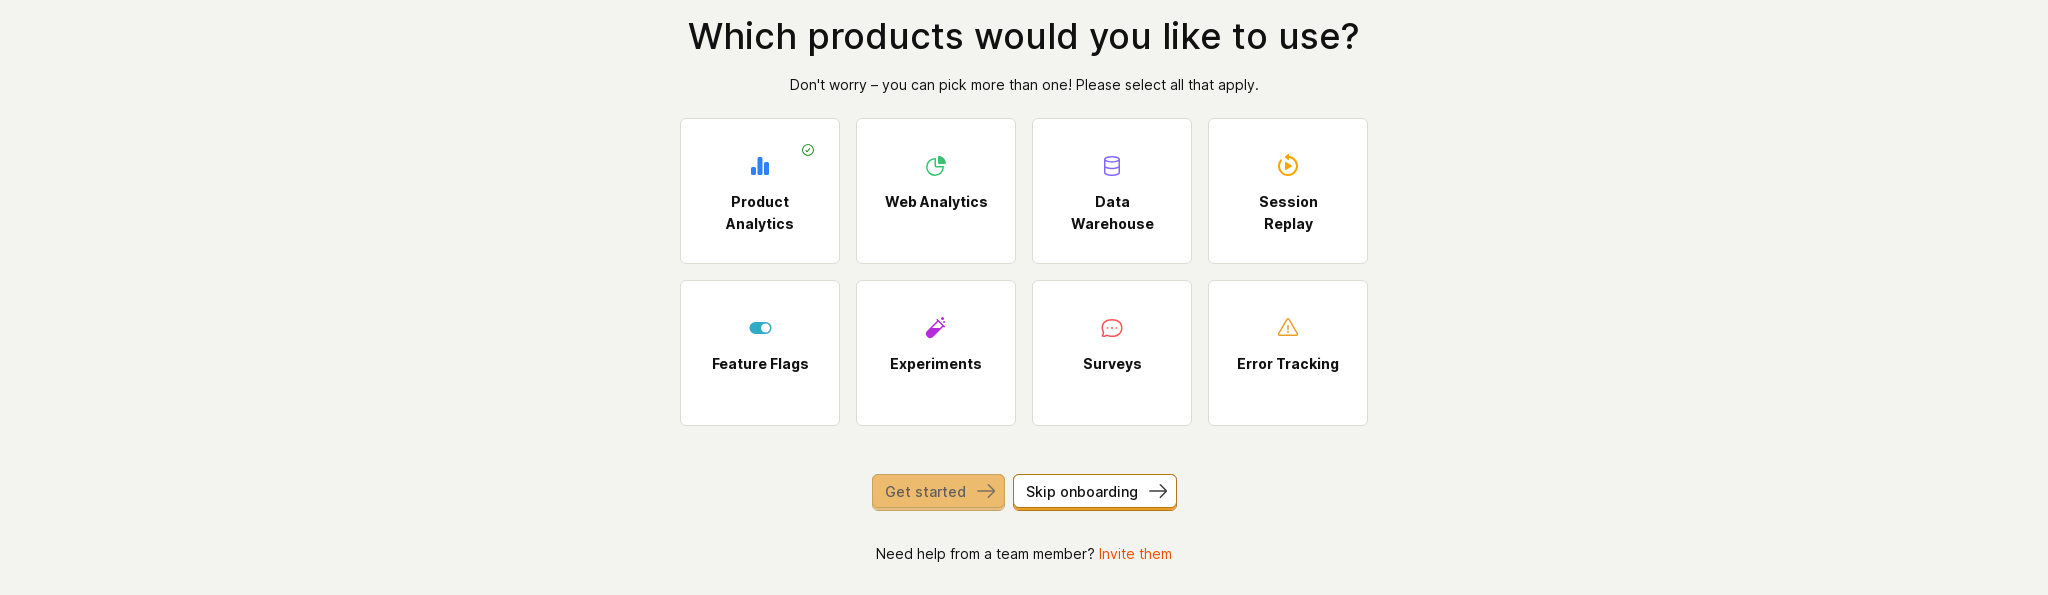 Which products would you like to use?
Don't worry – you can pick more than one! Please select all that apply.
Product
Analytics
Web Analytics
Data
Warehouse
Session
Replay
Feature Flags
Experiments
Surveys
Error Tracking
Get started
Skip onboarding
Need help from a team member? Invite them